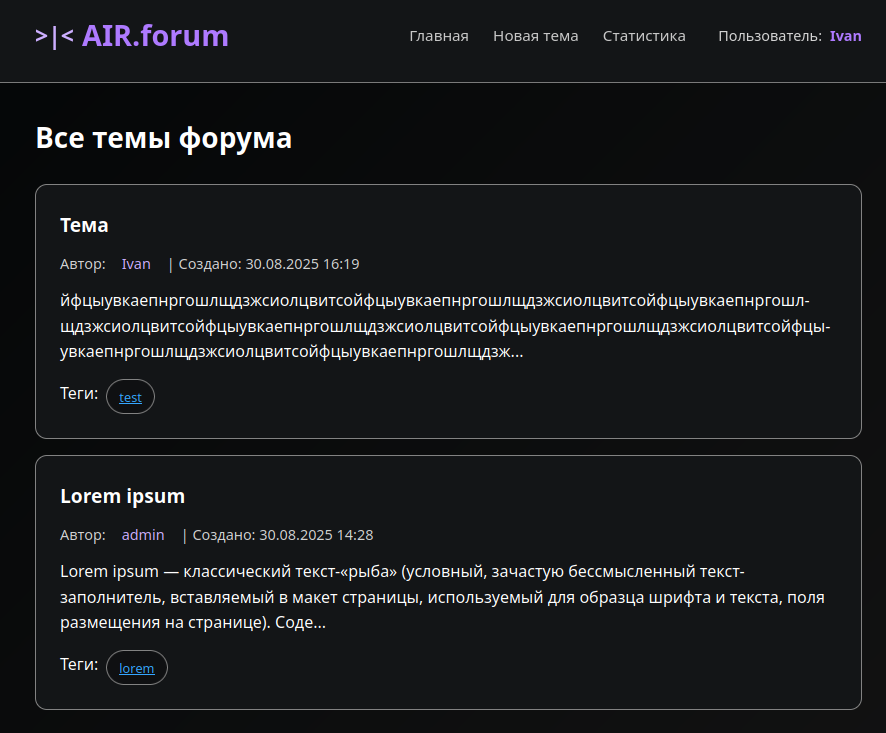 >|< AIR.forum
Главная Новая тема Статистика Пользователь: Ivan
Все темы форума
Тема
Автор: Ivan | Создано: 30.08.2025 16:19
йфцыувкаепнргошлщдзжсиолцвитсойфцыувкаепнргошлщдзжсиолцвитсойфцыувкаепнргошл-
щдзжсиолцвитсойфцыувкаепнргошлщдзжсиолцвитсойфцыувкаепнргошлщдзжсиолцвитсойфцы-
увкаепнргошлщдзжсиолцвитсойфцыувкаепнргошлщдзж...
Теги: test
Lorem ipsum
Автор: admin | Создано: 30.08.2025 14:28
Lorem ipsum — классический текст-«рыба» (условный, зачастую бессмысленный текст-
заполнитель, вставляемый в макет страницы, используемый для образца шрифта и текста, поля
размещения на странице). Соде...
Теги: lorem